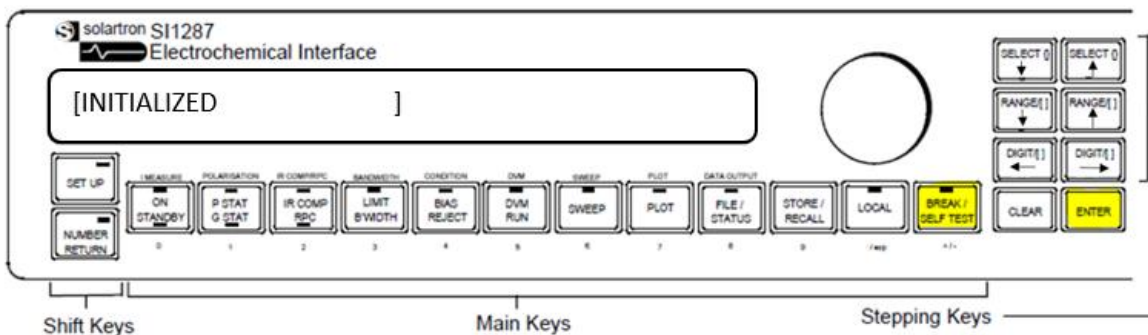 solartron SI1287
Electrochemical Interface
[INITIALIZED ]
SELECT {} SELECT {}
RANGE/[ ] RANGE/[ ]
DIGIT/[ ] DIGIT/[ ]
SET UP
NUMBER
RETURN
I MEASURE POLARISATION IR COMP/RPC BANDWIDTH CONDITION DVM SWEEP PLOT DATA OUTPUT
ON
STANDBY
P STAT
G STAT
IR COMP
RPC
LIMIT
B'WIDTH
BIAS
REJECT
DVM
RUN
SWEEP
PLOT
FILE /
STATUS
STORE /
RECALL
LOCAL
BREAK /
SELF TEST
CLEAR
ENTER
0 1 2 3 4 5 6 7 8 9 / exp + / -
Shift Keys
Main Keys
Stepping Keys